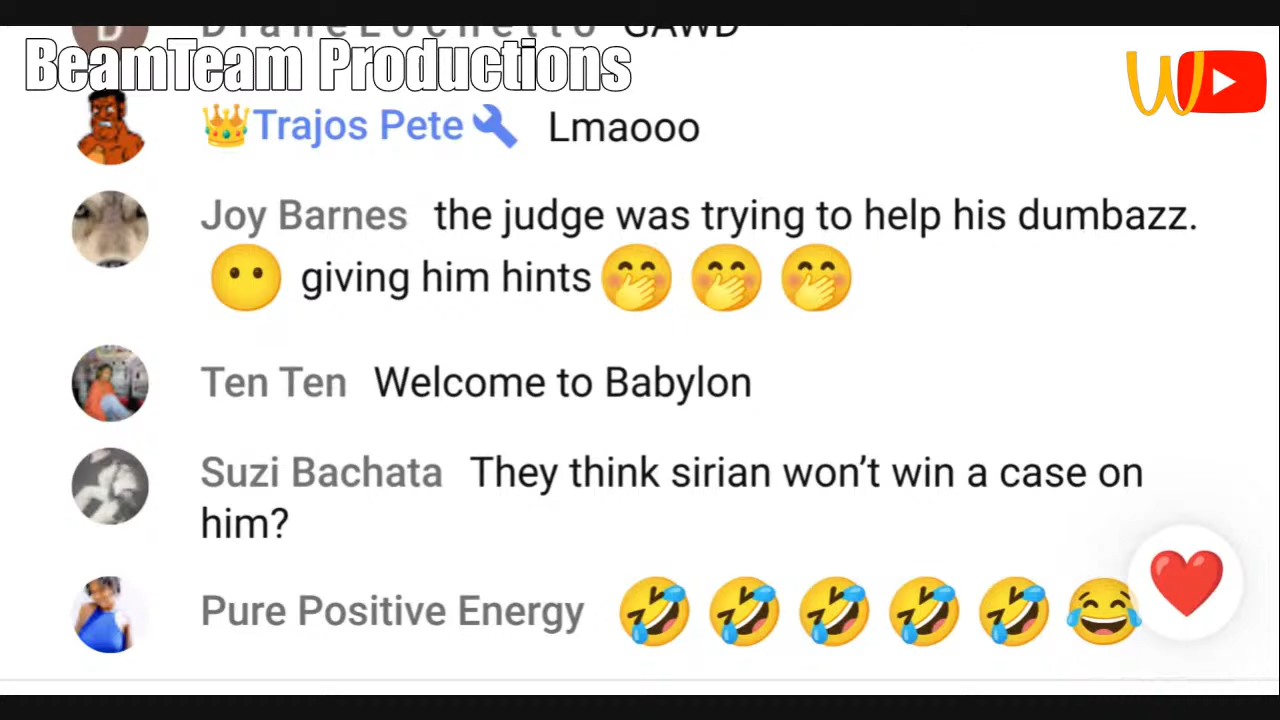 GAWD
BeamTeam Productions
Trajos Pete Lmaooo
Joy Barnes the judge was trying to help his dumbazz.
😶 giving him hints🤭 🤭 🤭
Ten Ten Welcome to Babylon
Suzi Bachata They think sirian won’t win a case on
him?
Pure Positive Energy 🤣 🤣 🤣 🤣 🤣 😂